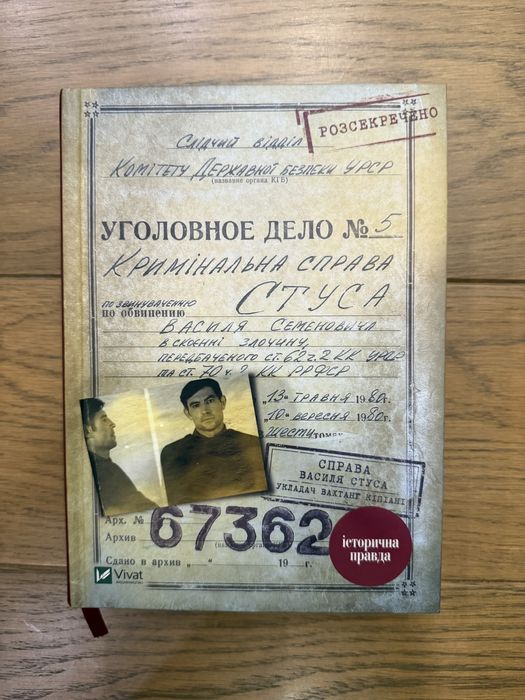 РОЗСЕКРЕЧЕНО
Слідчий відділ
Комітету Державної безпеки УРСР
(название органа КГБ)
УГОЛОВНОЕ ДЕЛО № 5
Кримінальна справа
СТУСА
по звинуваченню
по обвинению
Василя Семеновича
в скоєнні злочину,
передбаченого ст. 62 ч. 2 КК УРСР
та ст. 70 ч. 2 КК РРФСР
„13“ травня 1980 г.
„10“ вересня 1980 г.
шести томах
СПРАВА
ВАСИЛЯ СТУСА
УКЛАДАЧ ВАХТАНГ КІПІАНІ
Арх. № 67362
Архив
Сдано в архив „ “ 19 г.
історична
правда
Vivat